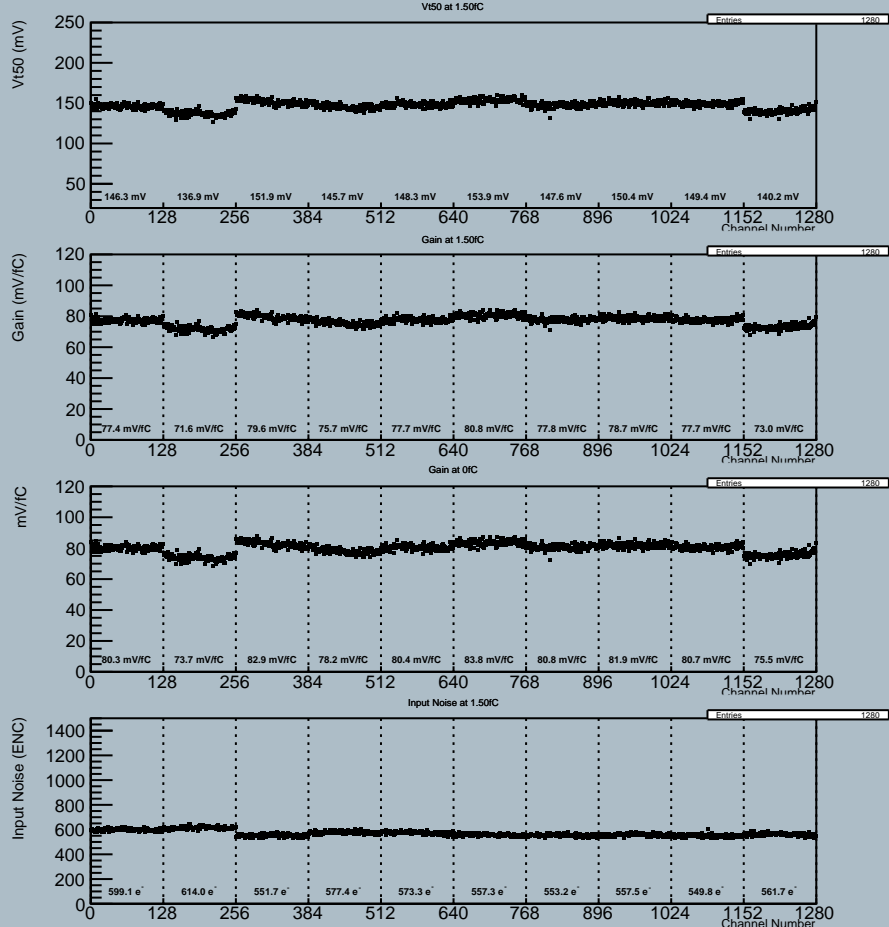 Vt50 at 1.50fC
Entries 1280
Vt50 (mV)
250
200
150
100
50
146.3 mV 136.9 mV 151.9 mV 145.7 mV 148.3 mV 153.9 mV 147.6 mV 150.4 mV 149.4 mV 140.2 mV
0 128 256 384 512 640 768 896 1024 1152 1280
Channel Number
Gain at 1.50fC
Entries 1280
Gain (mV/fC)
120
100
80
60
40
20
0
77.4 mV/fC 71.6 mV/fC 79.6 mV/fC 75.7 mV/fC 77.7 mV/fC 80.8 mV/fC 77.8 mV/fC 78.7 mV/fC 77.7 mV/fC 73.0 mV/fC
0 128 256 384 512 640 768 896 1024 1152 1280
Channel Number
Gain at 0fC
Entries 1280
mV/fC
120
100
80
60
40
20
0
80.3 mV/fC 73.7 mV/fC 82.9 mV/fC 78.2 mV/fC 80.4 mV/fC 83.8 mV/fC 80.8 mV/fC 81.9 mV/fC 80.7 mV/fC 75.5 mV/fC
0 128 256 384 512 640 768 896 1024 1152 1280
Channel Number
Input Noise at 1.50fC
Entries 1280
Input Noise (ENC)
1400
1200
1000
800
600
400
200
0
599.1 e⁻ 614.0 e⁻ 551.7 e⁻ 577.4 e⁻ 573.3 e⁻ 557.3 e⁻ 553.2 e⁻ 557.5 e⁻ 549.8 e⁻ 561.7 e⁻
0 128 256 384 512 640 768 896 1024 1152 1280
Channel Number